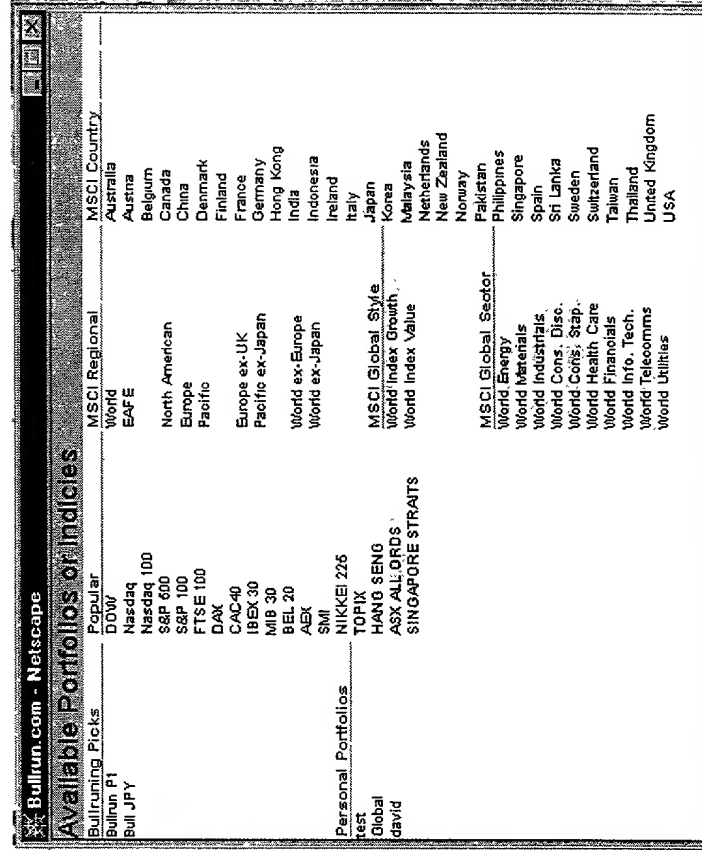 Bullrun.com - Netscape
Available Portfolios or Indicies
Bullruning Picks
Bullrun P1
Bull JPY
Personal Portfolios
test
Global
david
Popular
DOW
Nasdaq
Nasdaq 100
S&P 600
S&P 100
FTSE 100
DAX
CAC40
IBEX 30
MIB 30
BEL 20
AEX
SMI
NIKKEI 225
TOPIX
HANG SENG
ASX ALL ORDS
SINGAPORE STRAITS
MSCI Regional
World
EAFE
North American
Europe
Pacific
Europe ex-UK
Pacific ex-Japan
World ex-Europe
World ex-Japan
MSCI Global Style
World Index Growth
World Index Value
MSCI Global Sector
World Energy
World Materials
World Industrials
World Cons. Disc.
World Cons. Stap.
World Health Care
World Financials
World Info. Tech.
World Telecomms
World Utilities
MSCI Country
Australia
Austria
Belgium
Canada
China
Denmark
Finland
France
Germany
Hong Kong
India
Indonesia
Ireland
Italy
Japan
Korea
Malaysia
Netherlands
New Zealand
Norway
Pakistan
Philippines
Singapore
Spain
Sri Lanka
Sweden
Switzerland
Taiwan
Thailand
United Kingdom
USA